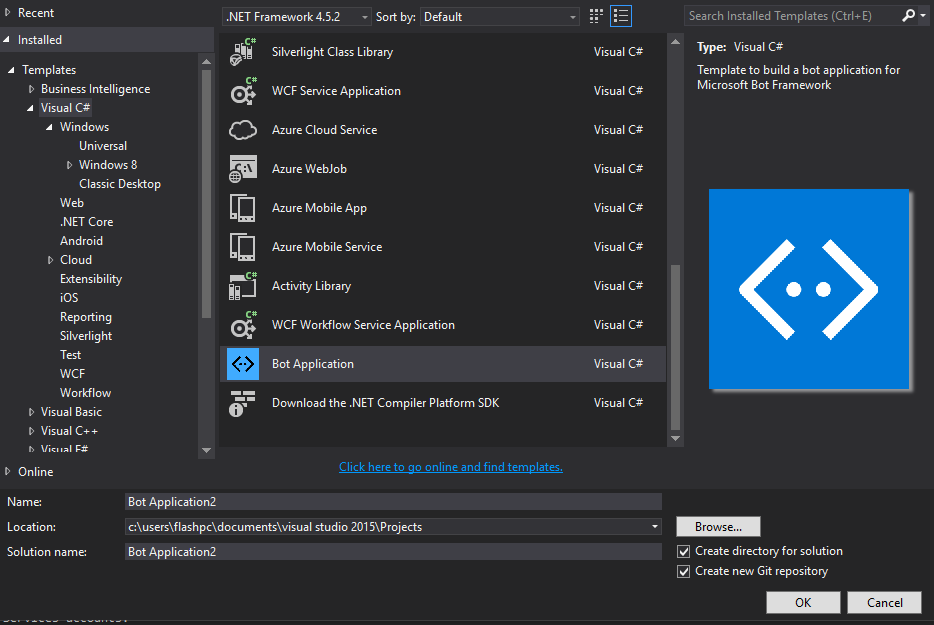 Recent
Installed
Templates
Business Intelligence
Visual C#
Windows
Universal
Windows 8
Classic Desktop
Web
.NET Core
Android
Cloud
Extensibility
iOS
Reporting
Silverlight
Test
WCF
Workflow
Visual Basic
Visual C++
Visual F#
Online
.NET Framework 4.5.2 Sort by: Default
Search Installed Templates (Ctrl+E)
C# Silverlight Class Library Visual C#
C# WCF Service Application Visual C#
Azure Cloud Service Visual C#
Azure WebJob Visual C#
Azure Mobile App Visual C#
Azure Mobile Service Visual C#
C# Activity Library Visual C#
C# WCF Workflow Service Application Visual C#
Bot Application Visual C#
Download the .NET Compiler Platform SDK Visual C#
Click here to go online and find templates.
Type: Visual C#
Template to build a bot application for
Microsoft Bot Framework
Name: Bot Application2
Location: c:\users\flashpc\documents\visual studio 2015\Projects
Browse...
Solution name: Bot Application2
Create directory for solution
Create new Git repository
OK Cancel